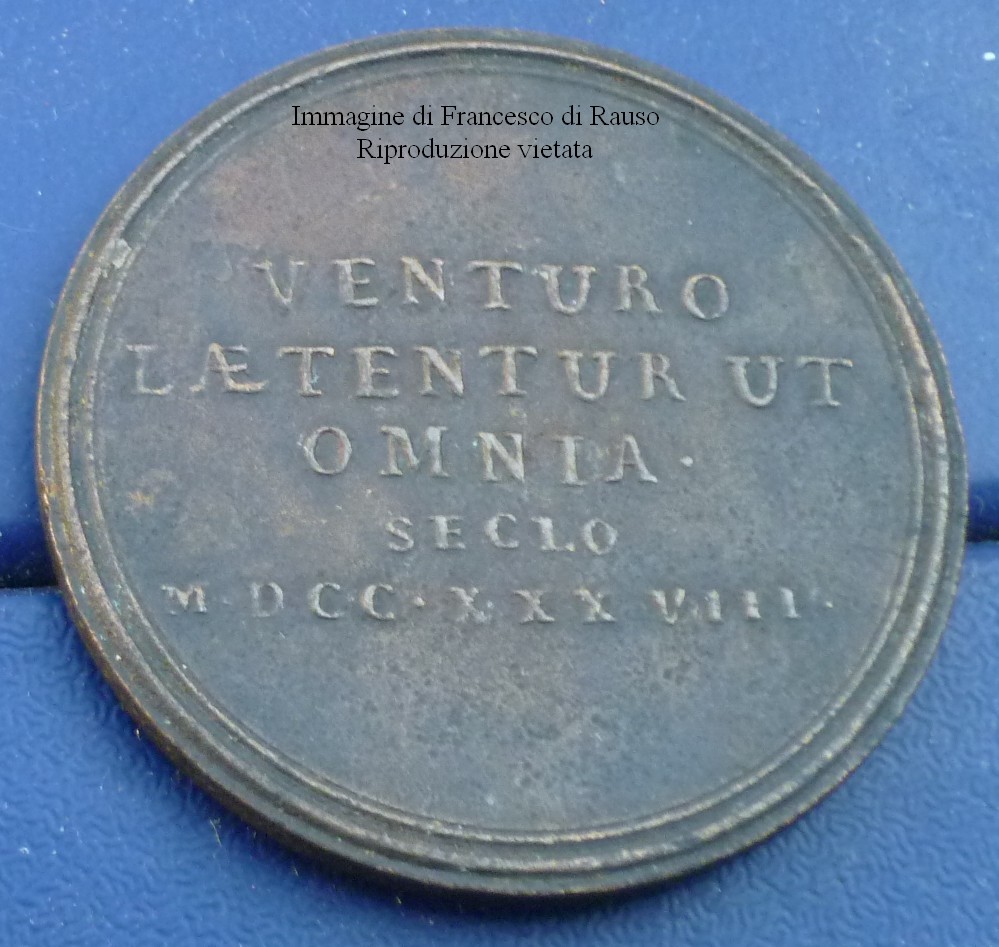 Immagine di Francesco di Rauso
Riproduzione vietata
VENTURO
LÆTENTUR UT
OMNIA·
SECLO
M·DCC·XXXVIII·